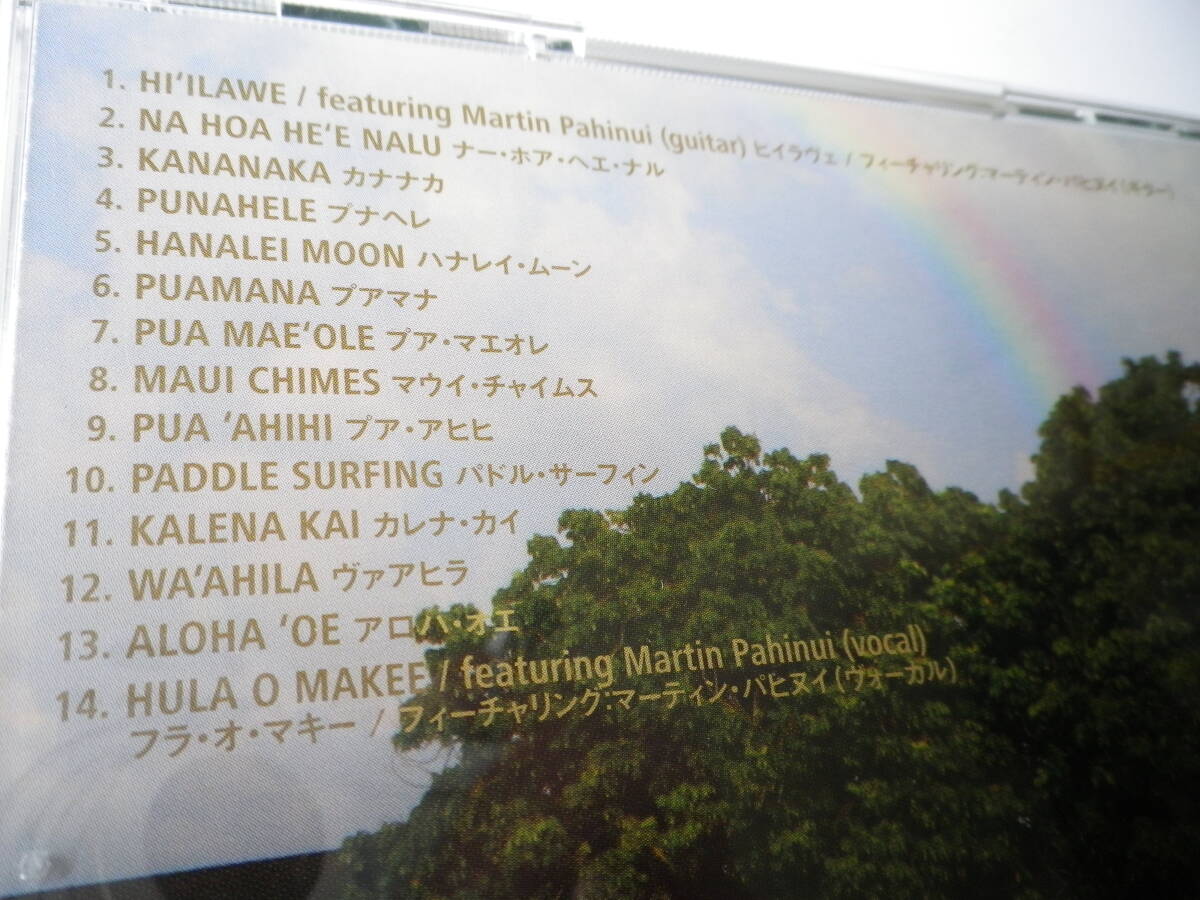 1. HI'ILAWE / featuring Martin Pahinui (guitar) ヒイラヴェ / フィーチャリング:マーティン・パヒヌイ(ギター)
2. NA HOA HE'E NALU ナー・ホア・ヘエ・ナル
3. KANANAKA カナナカ
4. PUNAHELE プナヘレ
5. HANALEI MOON ハナレイ・ムーン
6. PUAMANA プアマナ
7. PUA MAE'OLE プア・マエオレ
8. MAUI CHIMES マウイ・チャイムス
9. PUA 'AHIHI プア・アヒヒ
10. PADDLE SURFING パドル・サーフィン
11. KALENA KAI カレナ・カイ
12. WA'AHILA ヴァアヒラ
13. ALOHA 'OE アロハ・オエ
14. HULA O MAKEE / featuring Martin Pahinui (vocal)
フラ・オ・マキー / フィーチャリング:マーティン・パヒヌイ(ヴォーカル)